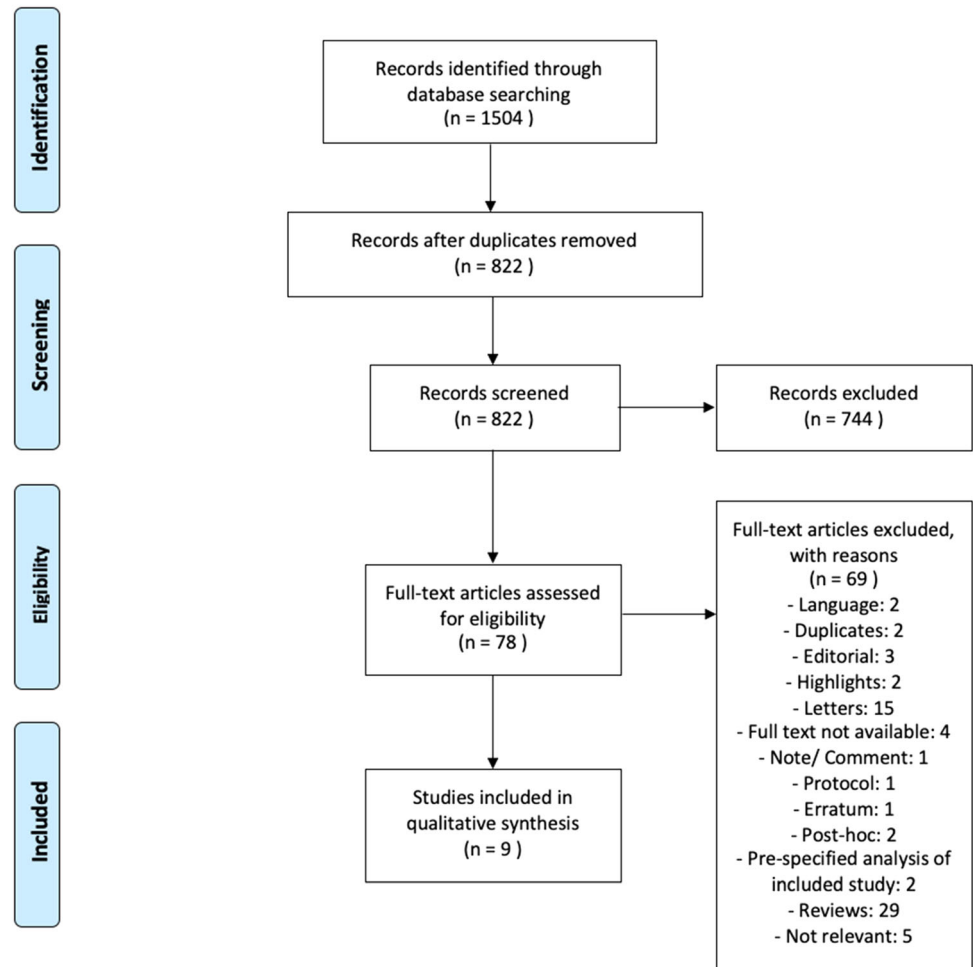 Identification
Records identified through
database searching
(n = 1504 )
Records after duplicates removed
(n = 822 )
Screening
Records screened
(n = 822 )
Records excluded
(n = 744 )
Eligibility
Full-text articles assessed
for eligibility
(n = 78 )
Full-text articles excluded,
with reasons
(n = 69 )
- Language: 2
- Duplicates: 2
- Editorial: 3
- Highlights: 2
- Letters: 15
- Full text not available: 4
- Note/ Comment: 1
- Protocol: 1
- Erratum: 1
- Post-hoc: 2
- Pre-specified analysis of
included study: 2
- Reviews: 29
- Not relevant: 5
Included
Studies included in
qualitative synthesis
(n = 9 )